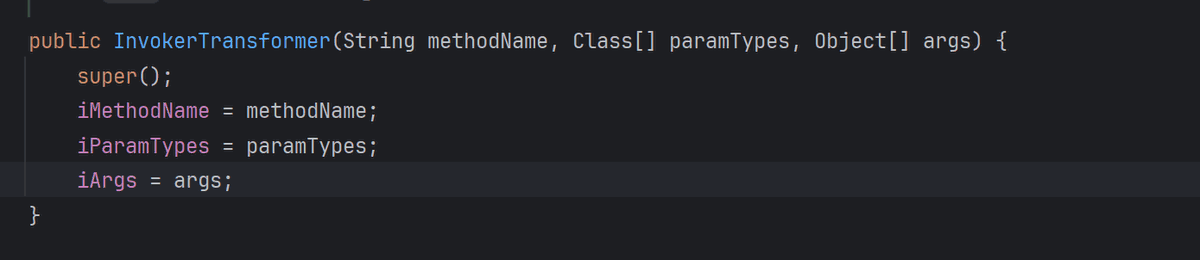 public InvokerTransformer(String methodName, Class[] paramTypes, Object[] args) {
    super();
    iMethodName = methodName;
    iParamTypes = paramTypes;
    iArgs = args;
}